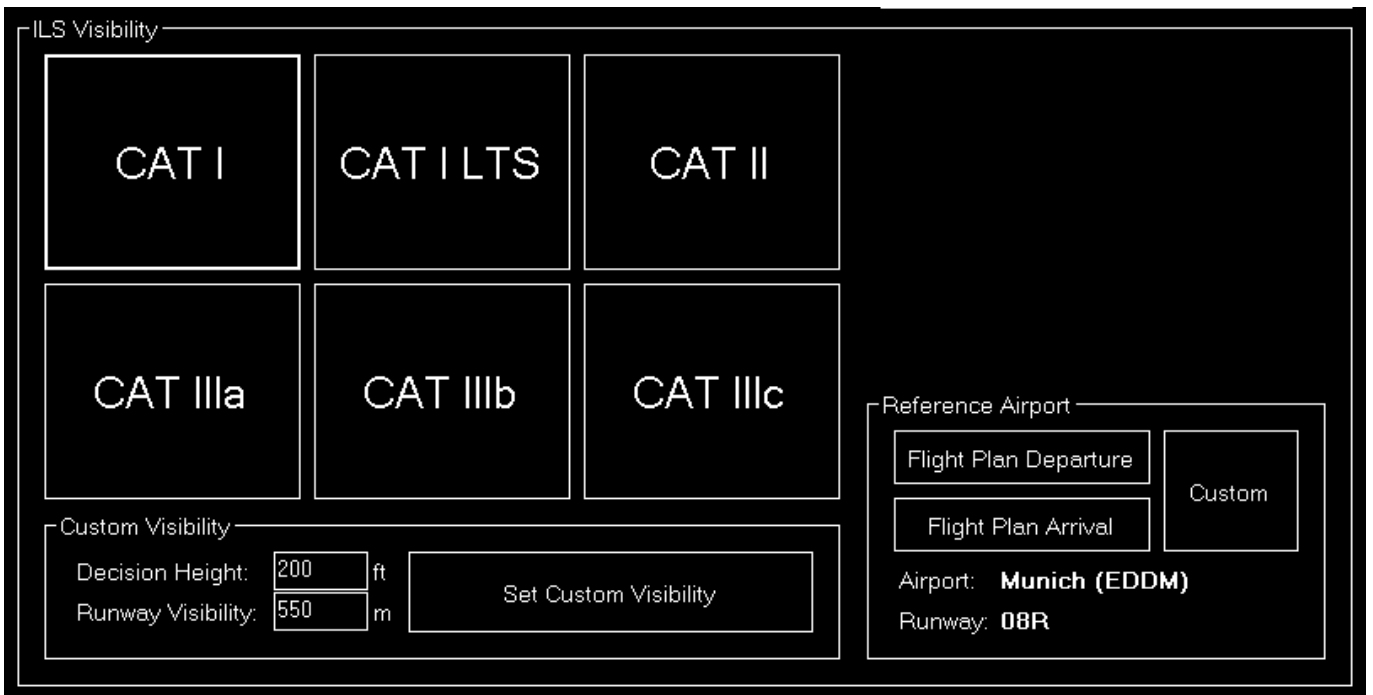 ILS Visibility
CAT I
CAT I LTS
CAT II
CAT IIIa
CAT IIIb
CAT IIIc
Custom Visibility
Decision Height: 200 ft
Runway Visibility: 550 m
Set Custom Visibility
Reference Airport
Flight Plan Departure
Flight Plan Arrival
Custom
Airport: Munich (EDDM)
Runway: 08R